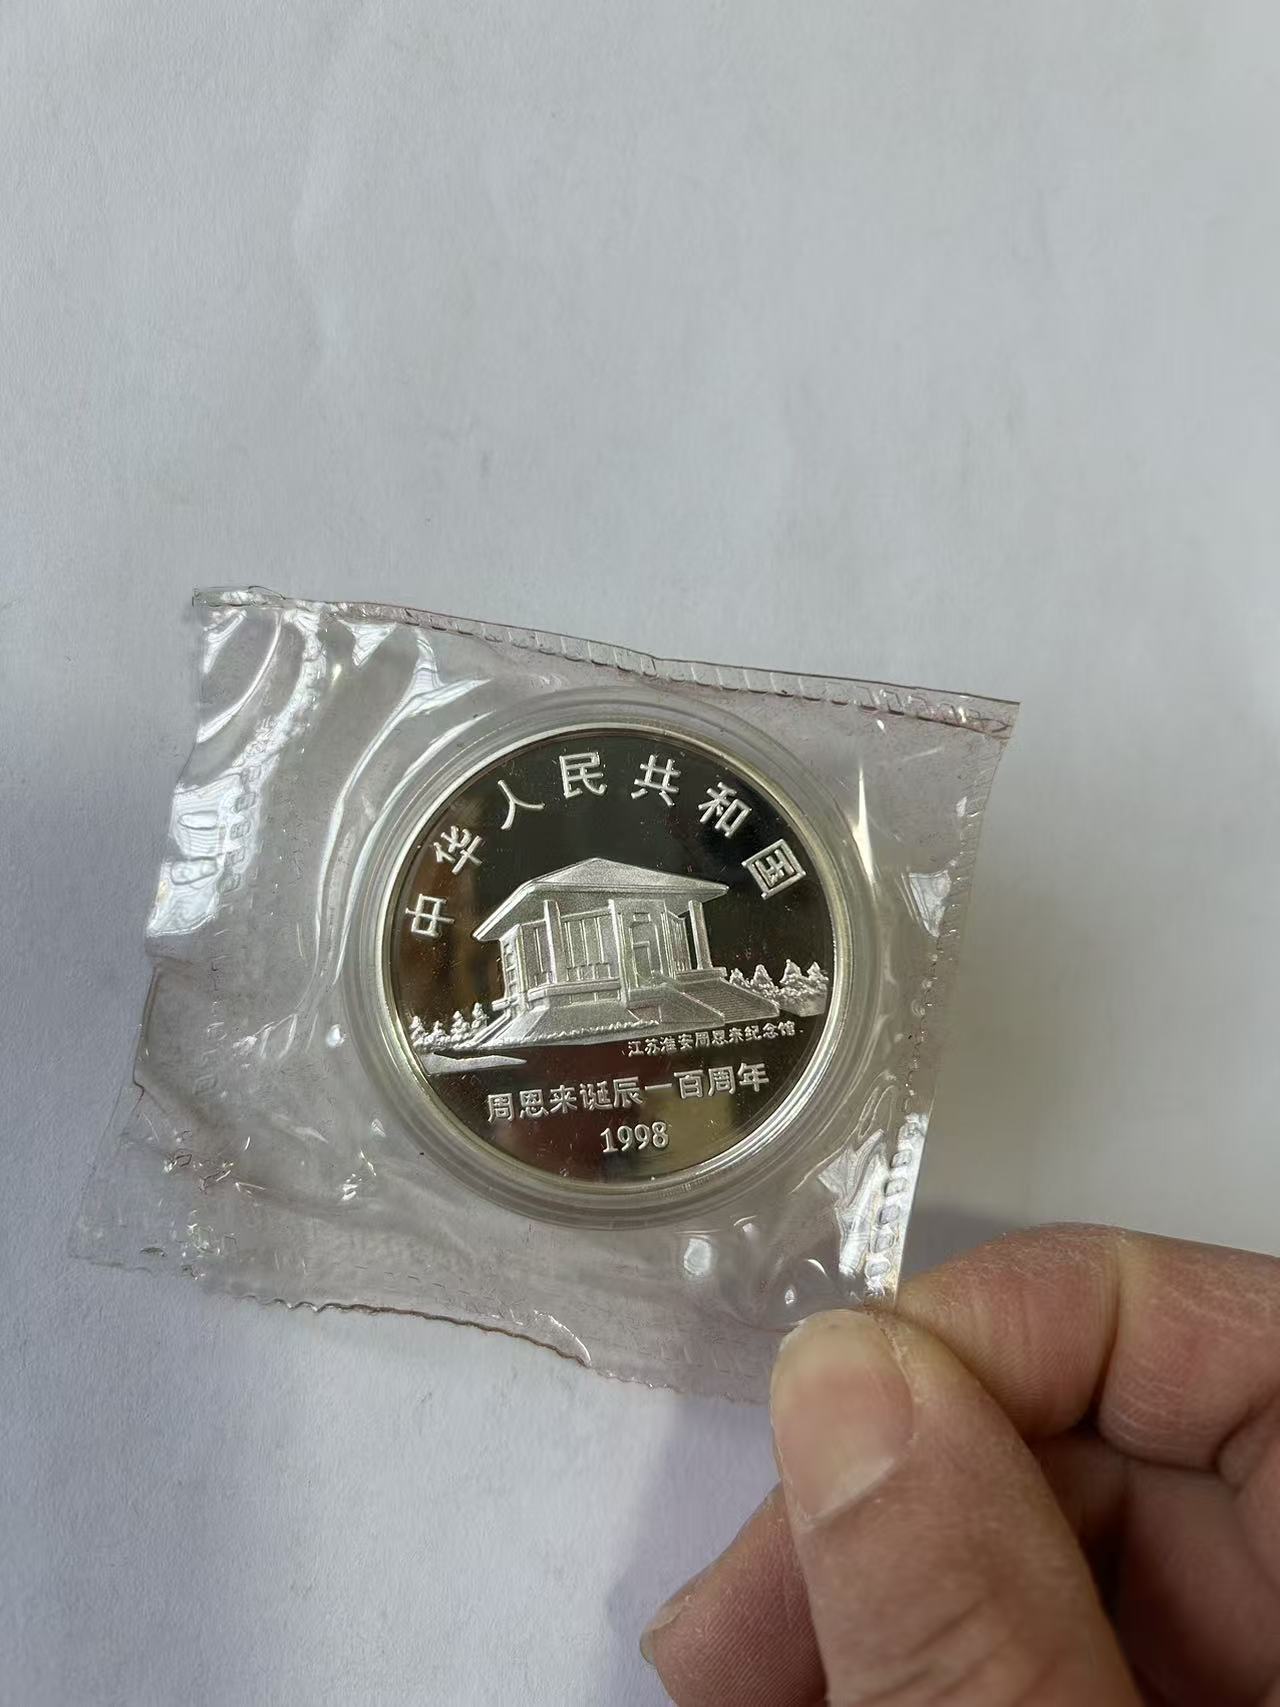 中华人民共和国
江苏淮安周恩来纪念馆
周恩来诞辰一百周年
1998